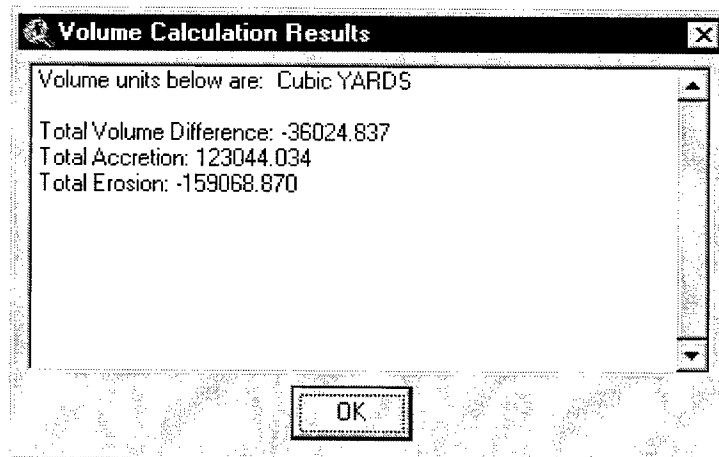 Volume Calculation Results
Volume units below are: Cubic YARDS
Total Volume Difference: -36024.837
Total Accretion: 123044.034
Total Erosion: -159068.870
OK